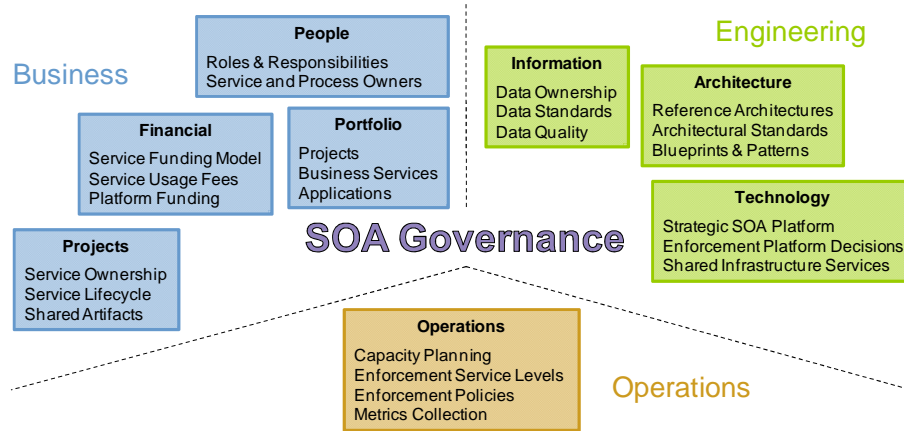 Business
People
Roles & Responsibilities
Service and Process Owners
Financial
Service Funding Model
Service Usage Fees
Platform Funding
Portfolio
Projects
Business Services
Applications
Projects
Service Ownership
Service Lifecycle
Shared Artifacts
Engineering
Information
Data Ownership
Data Standards
Data Quality
Architecture
Reference Architectures
Architectural Standards
Blueprints & Patterns
Technology
Strategic SOA Platform
Enforcement Platform Decisions
Shared Infrastructure Services
SOA Governance
Operations
Capacity Planning
Enforcement Service Levels
Enforcement Policies
Metrics Collection
Operations